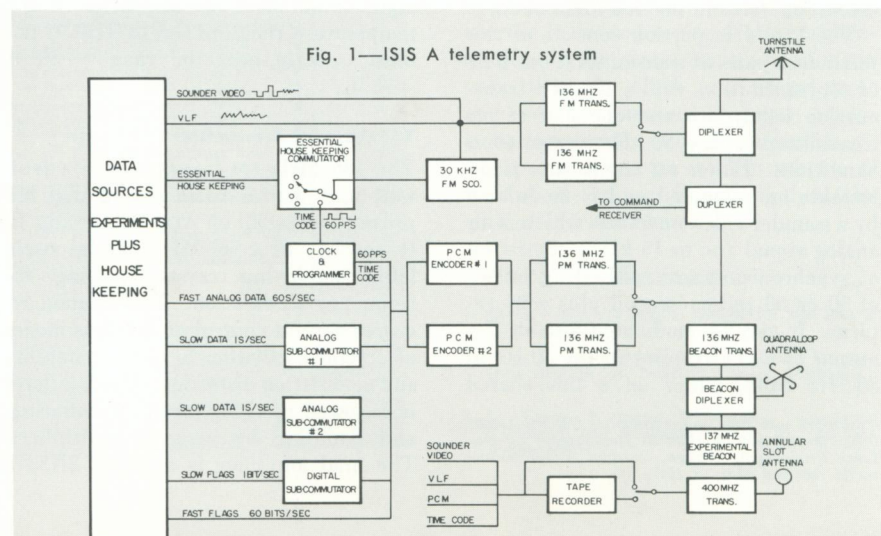 Fig. 1—ISIS A telemetry system
TURNSTILE
ANTENNA
SOUNDER VIDEO
VLF
ESSENTIAL
HOUSE KEEPING
COMMUTATOR
ESSENTIAL
HOUSE KEEPING
TIME
CODE
60 PPS
DATA
SOURCES
EXPERIMENTS
PLUS
HOUSE
KEEPING
30 KHZ
FM SCO.
136 MHZ
FM TRANS.
136 MHZ
FM TRANS.
DIPLEXER
DUPLEXER
TO COMMAND
RECEIVER
CLOCK
&
PROGRAMMER
60PPS
TIME
CODE
FAST ANALOG DATA 60S/SEC
PCM
ENCODER #1
PCM
ENCODER #2
136 MHZ
PM TRANS.
136 MHZ
PM TRANS.
SLOW DATA 1S/SEC
ANALOG
SUB-COMMUTATOR
#1
SLOW DATA 1S/SEC
ANALOG
SUB-COMMUTATOR
#2
SLOW FLAGS 1BIT/SEC
DIGITAL
SUB-COMMUTATOR
FAST FLAGS 60 BITS/SEC
136 MHZ
BEACON TRANS.
QUADRALOOP
ANTENNA
BEACON
DIPLEXER
137 MHZ
EXPERIMENTAL
BEACON
ANNULAR
SLOT
ANTENNA
SOUNDER
VIDEO
VLF
PCM
TIME CODE
TAPE
RECORDER
400 MHZ
TRANS.